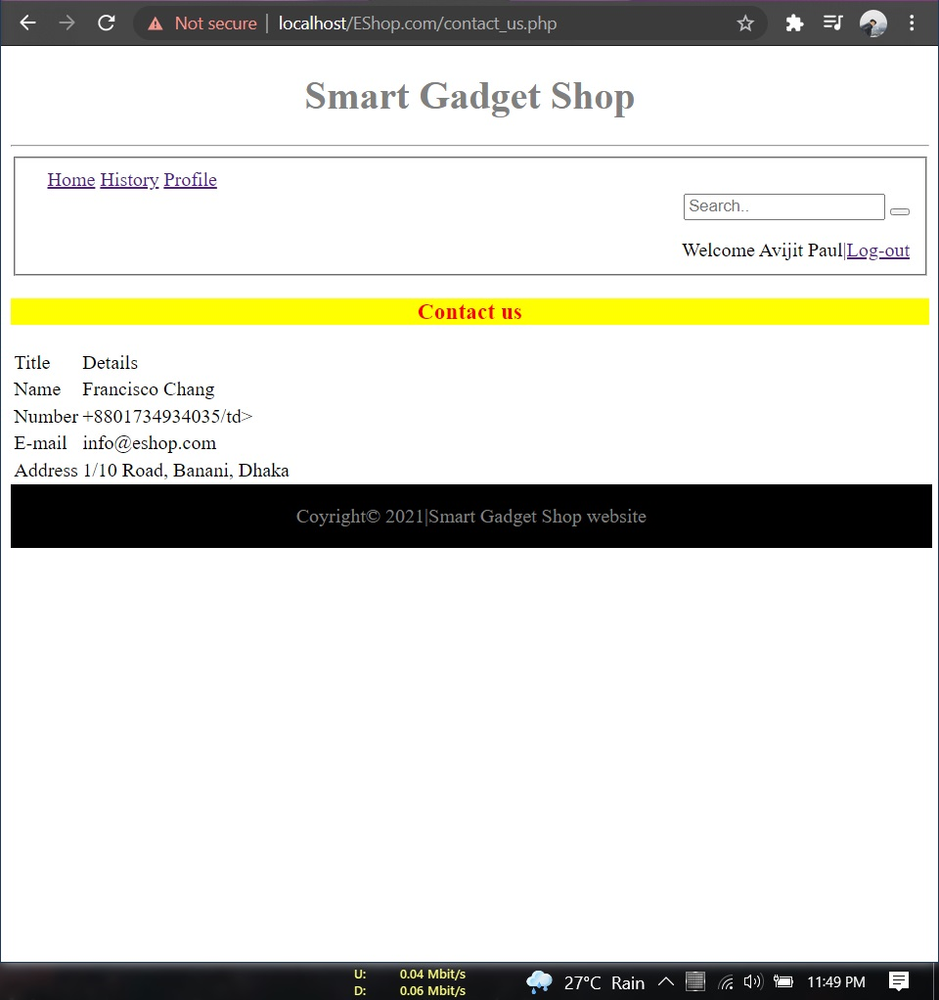 Not secure | localhost/EShop.com/contact_us.php
Smart Gadget Shop
Home History Profile
Search..
Welcome Avijit Paul|Log-out
Contact us
Title Details
Name Francisco Chang
Number +8801734934035/td>
E-mail info@eshop.com
Address 1/10 Road, Banani, Dhaka
Coyright© 2021|Smart Gadget Shop website
U: 0.04 Mbit/s
D: 0.06 Mbit/s
27°C Rain 11:49 PM